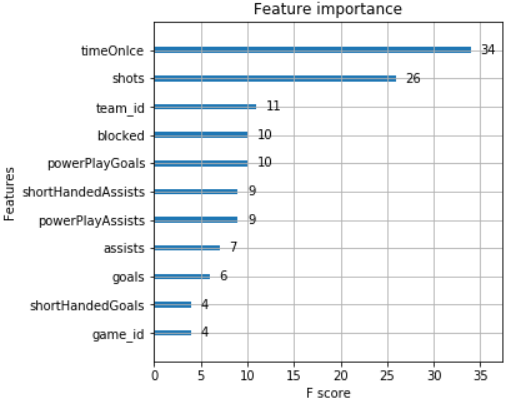 Feature importance
Features
timeOnIce 34
shots 26
team_id 11
blocked 10
powerPlayGoals 10
shortHandedAssists 9
powerPlayAssists 9
assists 7
goals 6
shortHandedGoals 4
game_id 4
0 5 10 15 20 25 30 35
F score